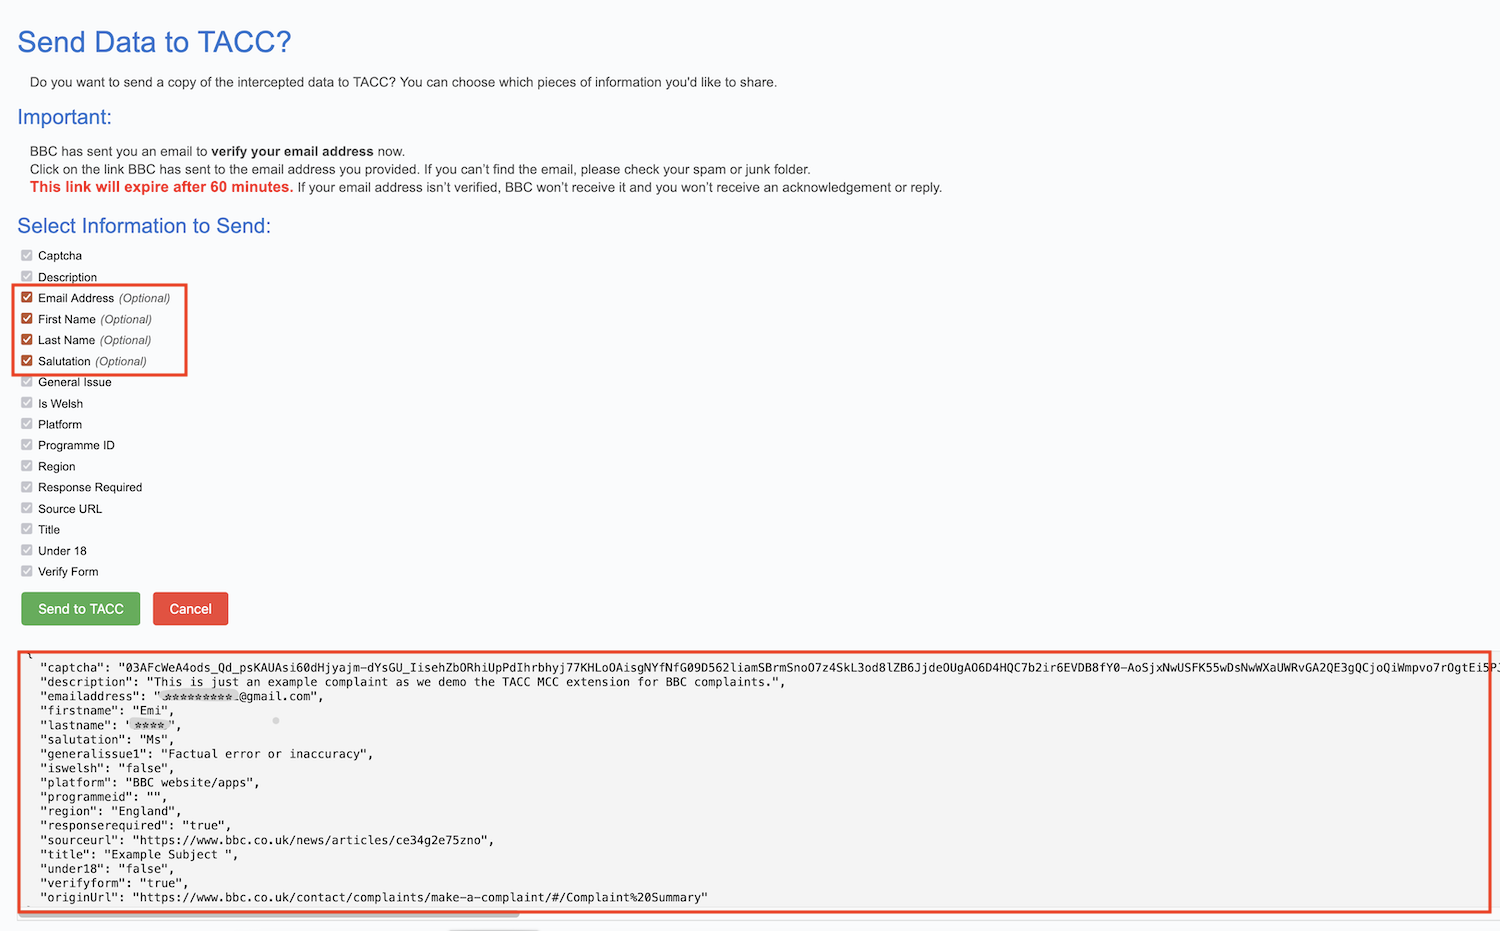 Send Data to TACC?
Do you want to send a copy of the intercepted data to TACC? You can choose which pieces of information you'd like to share.
Important:
BBC has sent you an email to verify your email address now.
Click on the link BBC has sent to the email address you provided. If you can't find the email, please check your spam or junk folder.
This link will expire after 60 minutes. If your email address isn't verified, BBC won't receive it and you won't receive an acknowledgement or reply.
Select Information to Send:
Captcha
Description
Email Address (Optional)
First Name (Optional)
Last Name (Optional)
Salutation (Optional)
General Issue
Is Welsh
Platform
Programme ID
Region
Response Required
Source URL
Title
Under 18
Verify Form
Send to TACC Cancel
{
"captcha": "03AFcWeA4ods_Qd_psKAUAsi60dHjyajm-dYsGU_IisehZbORhiUpPdIhrbhyj77KHLoOAisgNYfNfG09D562liamSBrmSnoO7z4SkL3od8lZB6JjdeOUgAO6D4HQC7b2ir6EVDB8fY0-AoSjxNwUSFK55wDsNwWXaUWRvGA2QE3gQCjoQiWmpvo7rOgtEi5PJ
"description": "This is just an example complaint as we demo the TACC MCC extension for BBC complaints.",
"emailaddress": "*********.@gmail.com",
"firstname": "Emi",
"lastname": "****",
"salutation": "Ms",
"generalissue1": "Factual error or inaccuracy",
"iswelsh": "false",
"platform": "BBC website/apps",
"programmeid": "",
"region": "England",
"responserequired": "true",
"sourceurl": "https://www.bbc.co.uk/news/articles/ce34g2e75zno",
"title": "Example Subject ",
"under18": "false",
"verifyform": "true",
"originUrl": "https://www.bbc.co.uk/contact/complaints/make-a-complaint/#/Complaint%20Summary"